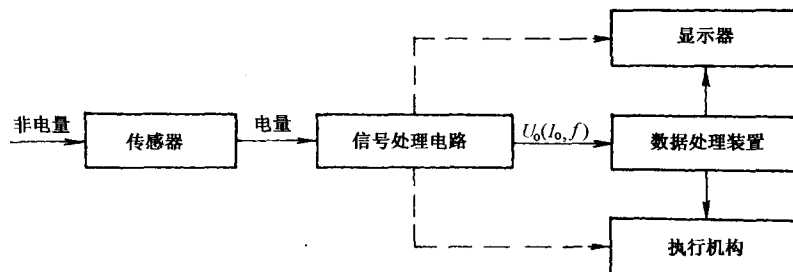 显示器
非电量
传感器
电量
信号处理电路
U₀(I₀,f)
数据处理装置
执行机构